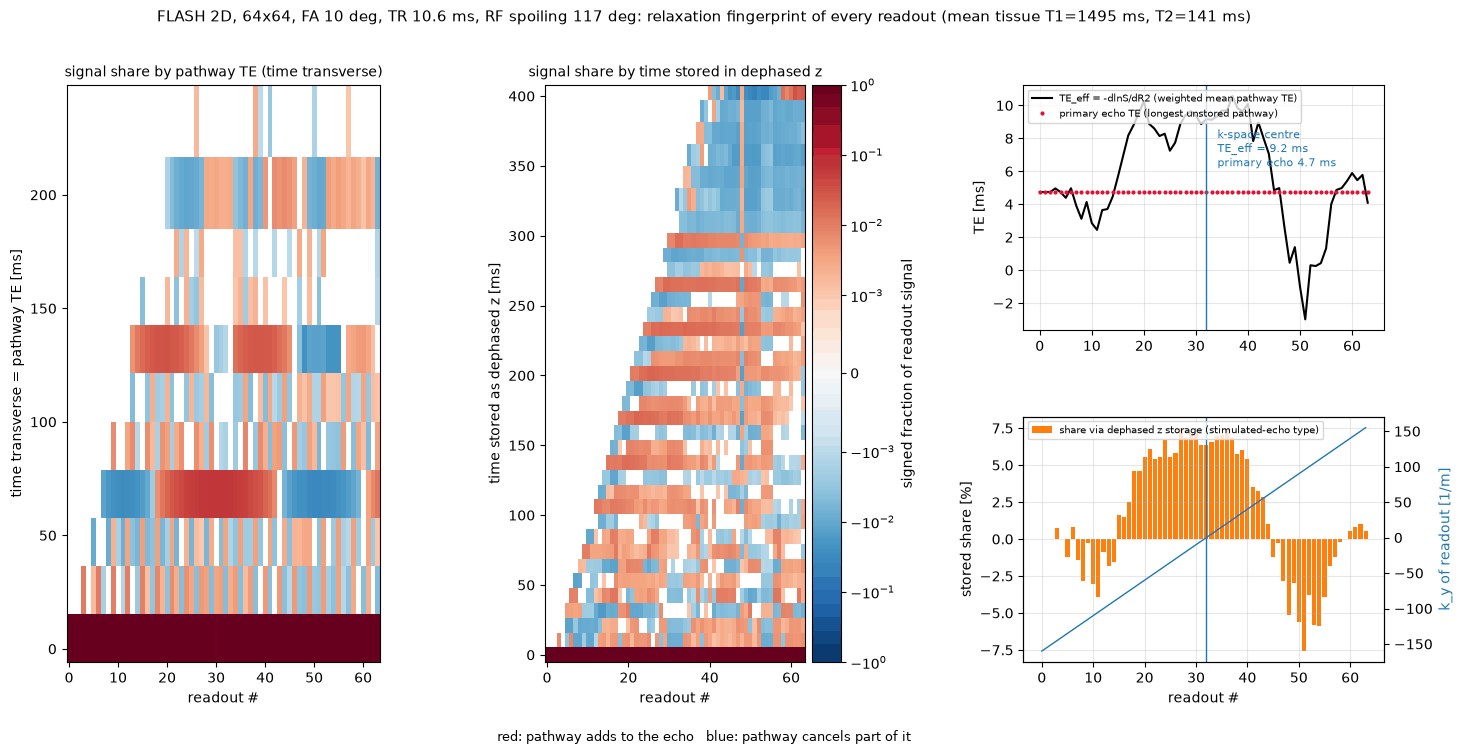 FLASH 2D, 64x64, FA 10 deg, TR 10.6 ms, RF spoiling 117 deg: relaxation fingerprint of every readout (mean tissue T1=1495 ms, T2=141 ms)
signal share by pathway TE (time transverse)
time transverse = pathway TE [ms]
200
150
100
50
0
0 10 20 30 40 50 60
readout #
signal share by time stored in dephased z
time stored as dephased z [ms]
400
350
300
250
200
150
100
50
0
0 20 40 60
readout #
10⁰
10⁻¹
10⁻²
10⁻³
0
−10⁻³
−10⁻²
−10⁻¹
−10⁰
signed fraction of readout signal
TE_eff = -dlnS/dR2 (weighted mean pathway TE)
primary echo TE (longest unstored pathway)
k-space centre
TE_eff = 9.2 ms
primary echo 4.7 ms
TE [ms]
10
8
6
4
2
0
−2
0 10 20 30 40 50 60
share via dephased z storage (stimulated-echo type)
stored share [%]
7.5
5.0
2.5
0.0
−2.5
−5.0
−7.5
150
100
50
0
−50
−100
−150
k_y of readout [1/m]
0 10 20 30 40 50 60
readout #
red: pathway adds to the echo blue: pathway cancels part of it